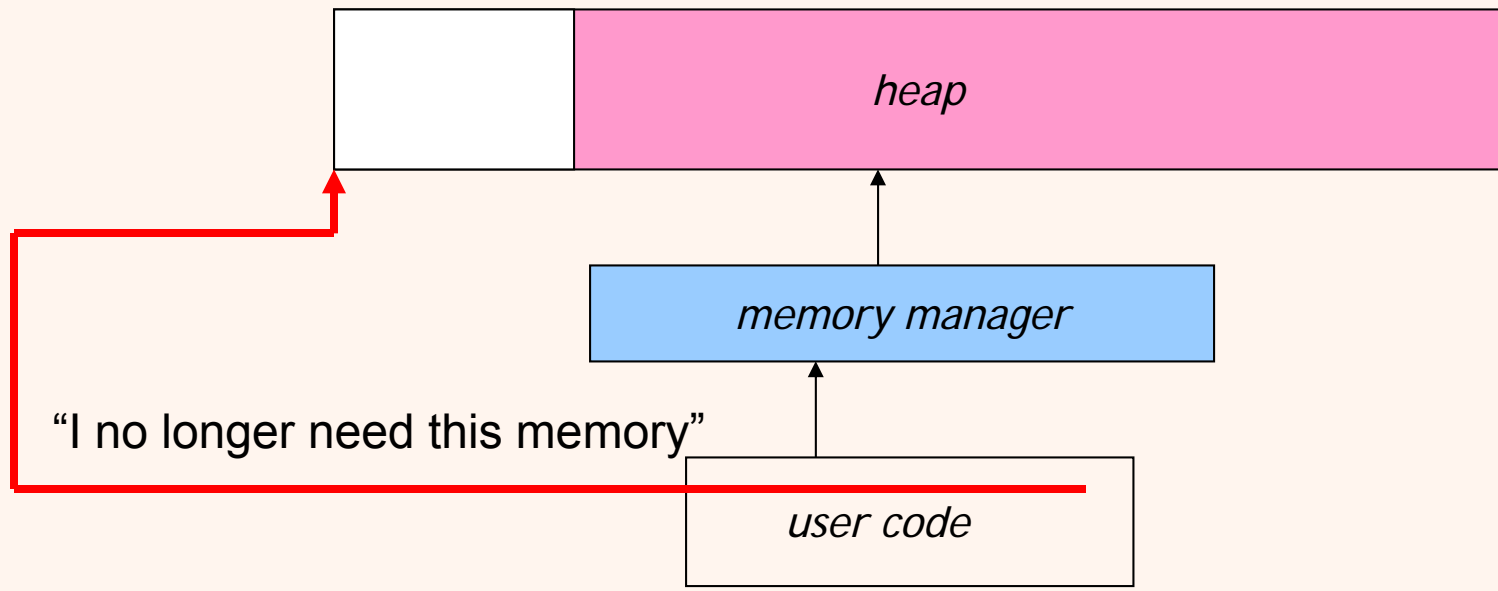 heap
memory manager
“I no longer need this memory”
user code